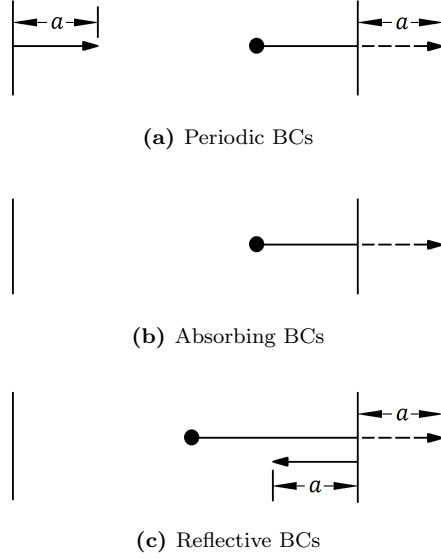 a a
(a) Periodic BCs
(b) Absorbing BCs
a
a
(c) Reflective BCs